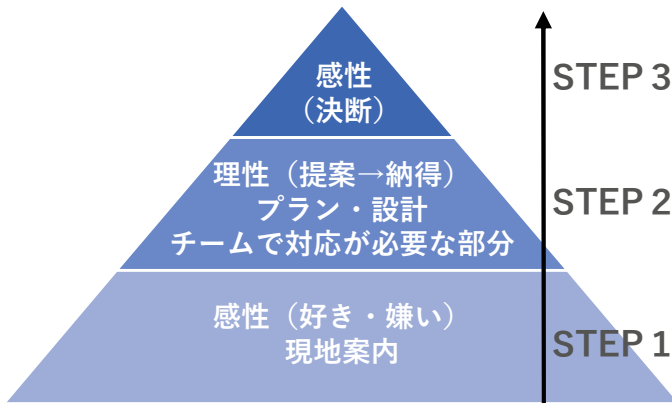 感性
（決断）
STEP 3
理性（提案→納得）
プラン・設計
チームで対応が必要な部分
STEP 2
感性（好き・嫌い）
現地案内
STEP 1